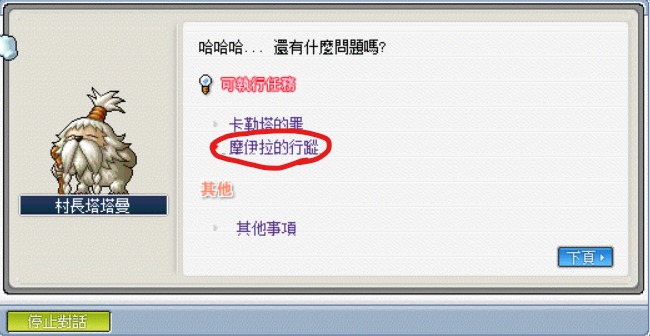 哈哈哈... 還有什麼問題嗎?
可執行任務
卡勒塔的罪
摩伊拉的行蹤
村長塔塔曼
其他
其他事項
下頁
停止對話